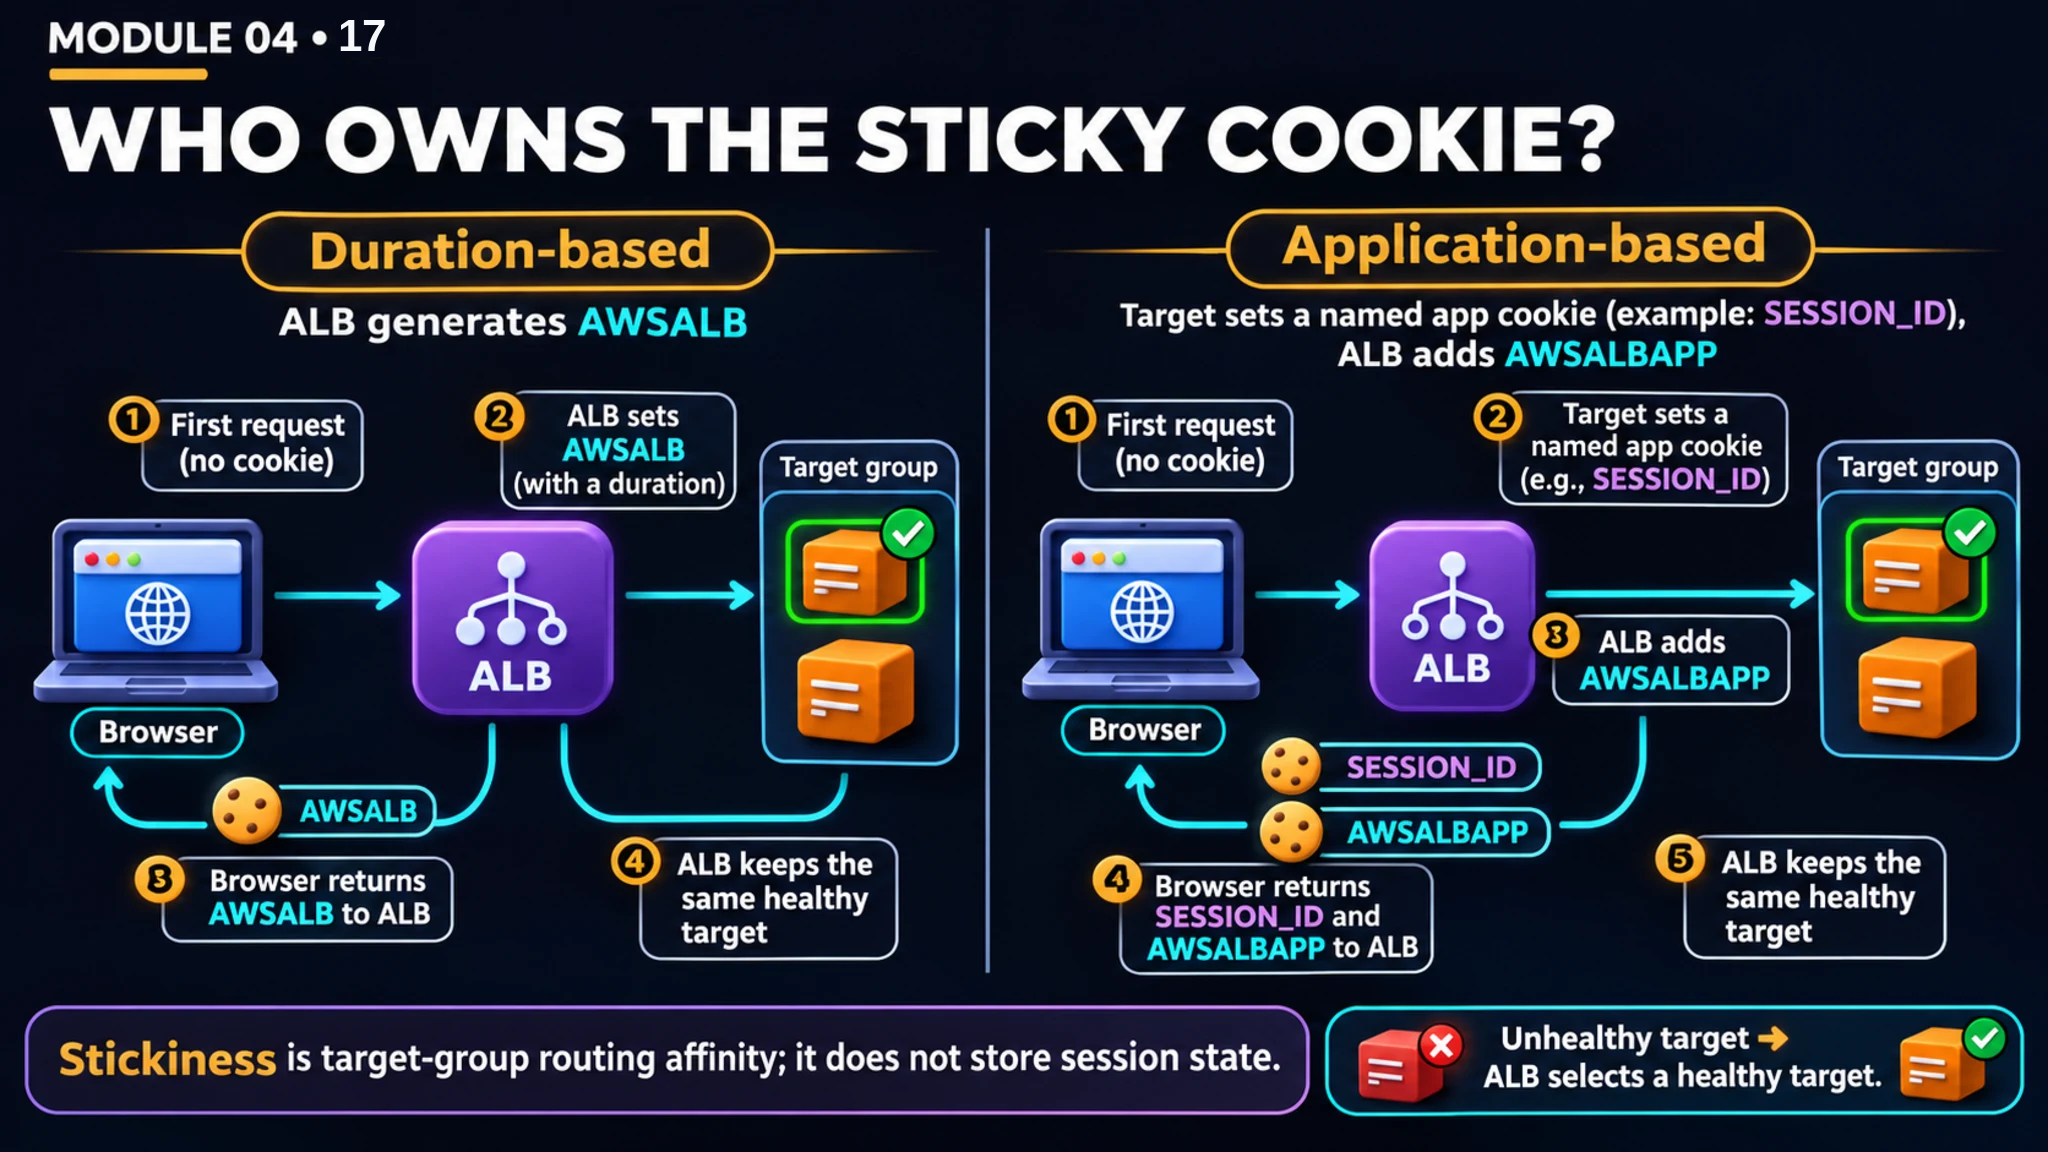 MODULE 04 • 17
WHO OWNS THE STICKY COOKIE?
Duration-based
ALB generates AWSALB
1
First request
(no cookie)
2
ALB sets
AWSALB
(with a duration)
Target group
ALB
Browser
AWSALB
3
Browser returns
AWSALB to ALB
4
ALB keeps the
same healthy
target
Application-based
Target sets a named app cookie (example: SESSION_ID),
ALB adds AWSALBAPP
1
First request
(no cookie)
2
Target sets a
named app cookie
(e.g., SESSION_ID)
Target group
ALB
3
ALB adds
AWSALBAPP
Browser
SESSION_ID
AWSALBAPP
4
Browser returns
SESSION_ID and
AWSALBAPP to ALB
5
ALB keeps the
same healthy
target
Stickiness is target-group routing affinity; it does not store session state.
Unhealthy target →
ALB selects a healthy target.